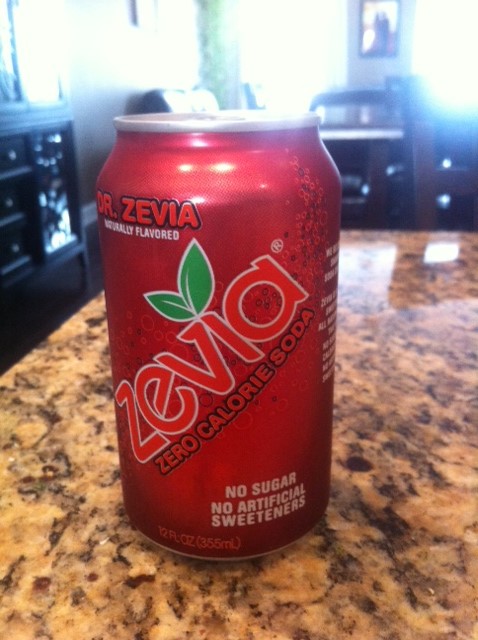 DR. ZEVIA
NATURALLY FLAVORED
zevia®
ZERO CALORIE SODA
NO SUGAR
NO ARTIFICIAL
SWEETENERS
12 FL OZ (355mL)